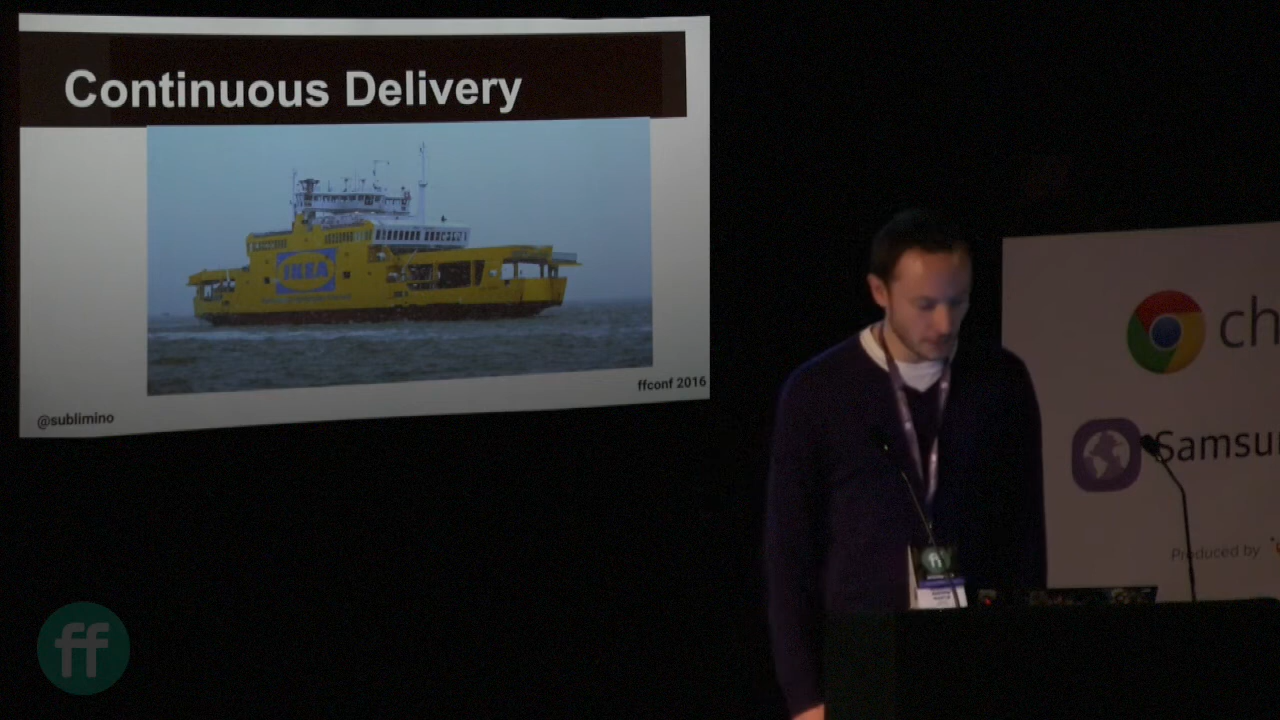 Continuous Delivery
IKEA
ffconf 2016
@sublimino
ch
Samsu
Produced by
ff